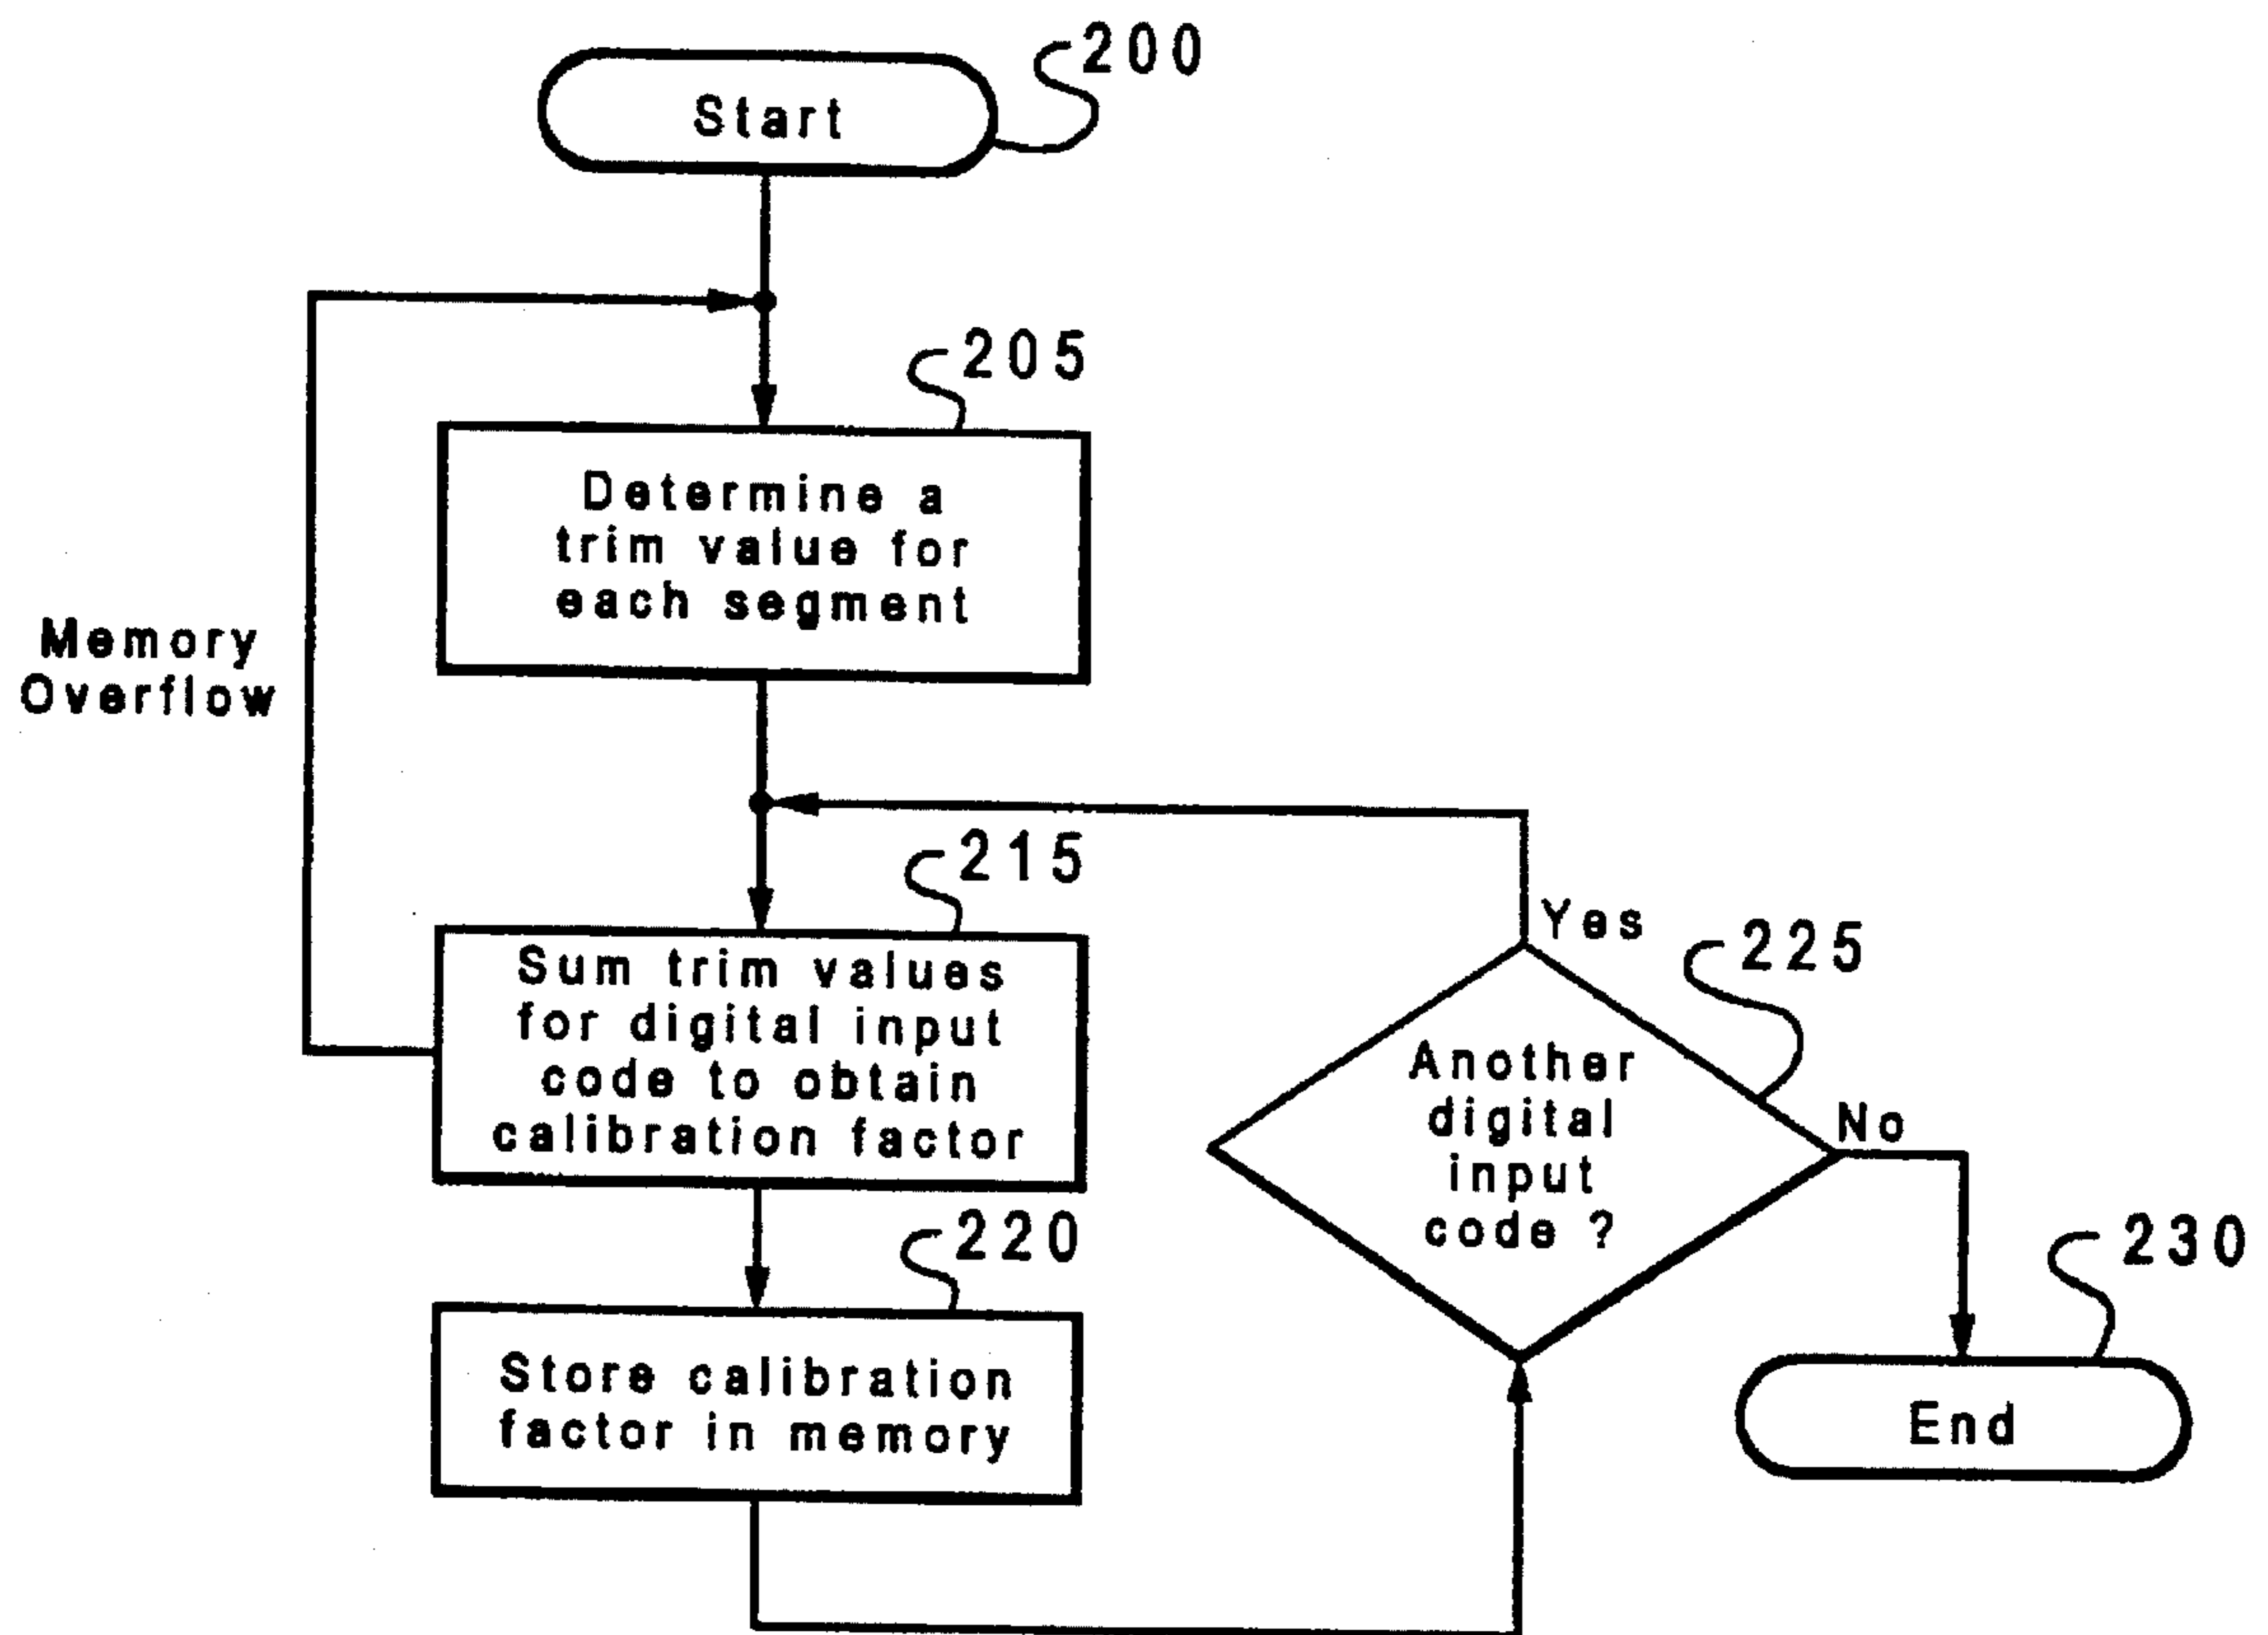 200
Start
205
Determine a
trim value for
each segment
Memory
Overflow
215
Sum trim values
for digital input
code to obtain
calibration factor
220
Store calibration
factor in memory
Yes
225
Another
digital
input
code ?
No
230
End